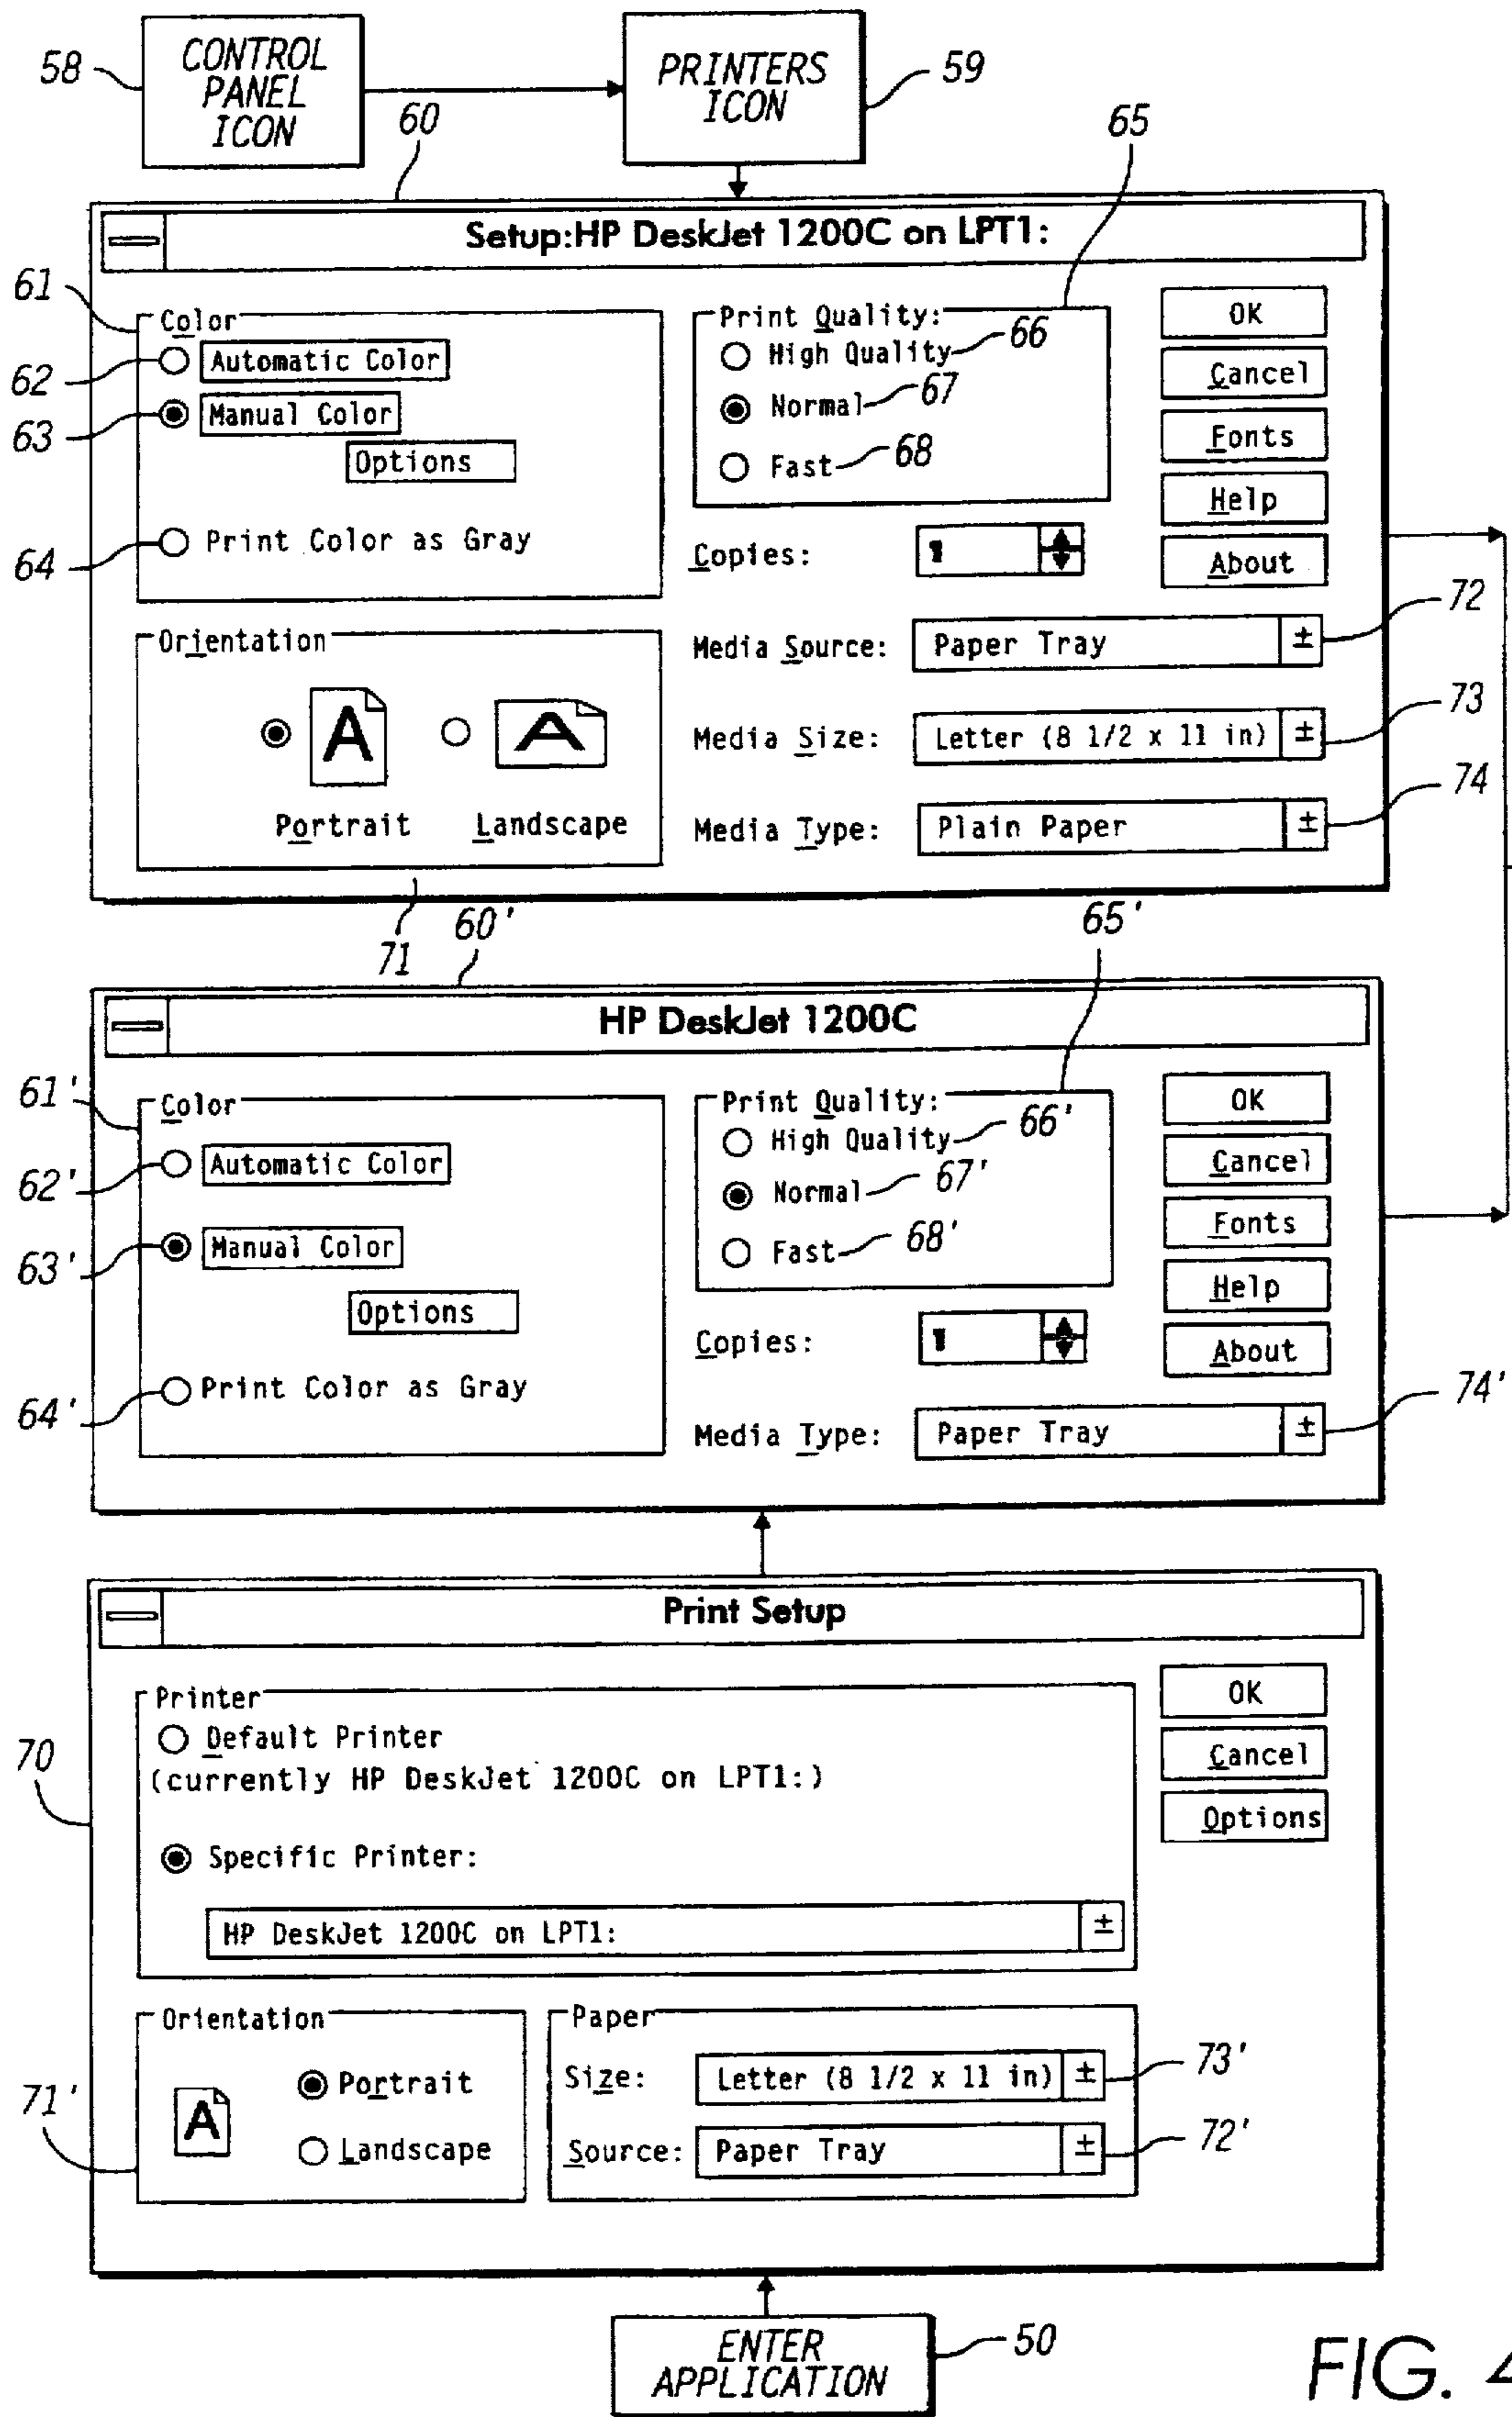 58
CONTROL
PANEL
ICON
PRINTERS
ICON
59
60
65
Setup:HP DeskJet 1200C on LPT1:
61
Color
62
Automatic Color
63
Manual Color
Options
64
Print Color as Gray
Print Quality:
High Quality
66
Normal
67
Fast
68
Copies:
1
OK
Cancel
Fonts
Help
About
Orientation
A
A
Portrait
Landscape
71
Media Source:
Paper Tray
±
72
Media Size:
Letter (8 1/2 x 11 in)
±
73
Media Type:
Plain Paper
±
74
60'
65'
HP DeskJet 1200C
61'
Color
62'
Automatic Color
63'
Manual Color
Options
64'
Print Color as Gray
Print Quality:
High Quality
66'
Normal
67'
Fast
68'
Copies:
1
Media Type:
Paper Tray
±
74'
OK
Cancel
Fonts
Help
About
Print Setup
70
Printer
Default Printer
(currently HP DeskJet 1200C on LPT1:)
Specific Printer:
HP DeskJet 1200C on LPT1:
±
OK
Cancel
Options
71'
Orientation
A
Portrait
Landscape
Paper
Size:
Letter (8 1/2 x 11 in)
±
73'
Source:
Paper Tray
±
72'
ENTER
APPLICATION
50
FIG. 4